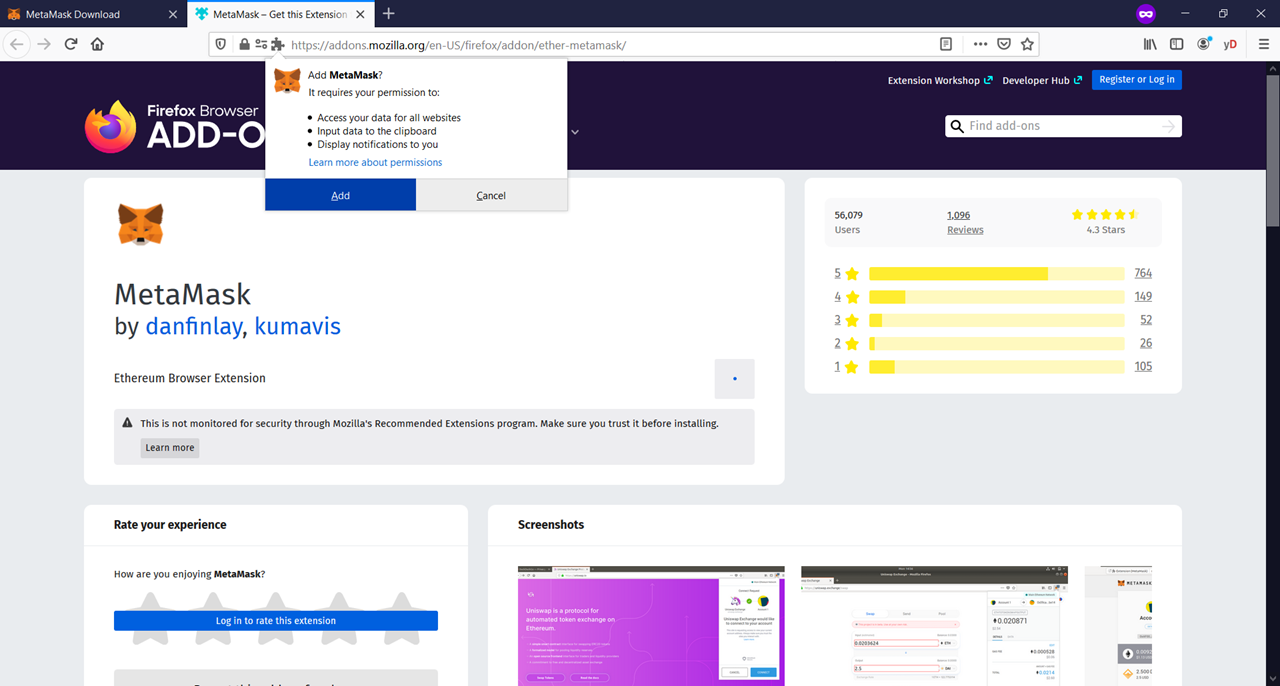 MetaMask Download
MetaMask – Get this Extension
https://addons.mozilla.org/en-US/firefox/addon/ether-metamask/
yD
Add MetaMask?
It requires your permission to:
Access your data for all websites
Input data to the clipboard
Display notifications to you
Learn more about permissions
Add
Cancel
Extension Workshop
Developer Hub
Register or Log in
Firefox Browser
ADD-O
Find add-ons
MetaMask
by danfinlay, kumavis
Ethereum Browser Extension
This is not monitored for security through Mozilla's Recommended Extensions program. Make sure you trust it before installing.
Learn more
56,079
Users
1,096
Reviews
4.3 Stars
5 764
4 149
3 52
2 26
1 105
Rate your experience
How are you enjoying MetaMask?
Log in to rate this extension
Screenshots
Uniswap is a protocol for
automated token exchange on
Ethereum.
Uniswap Exchange would like
to connect to your account
0.020871
0.0203624
2.5
0.000528
0.0214
METAMASK